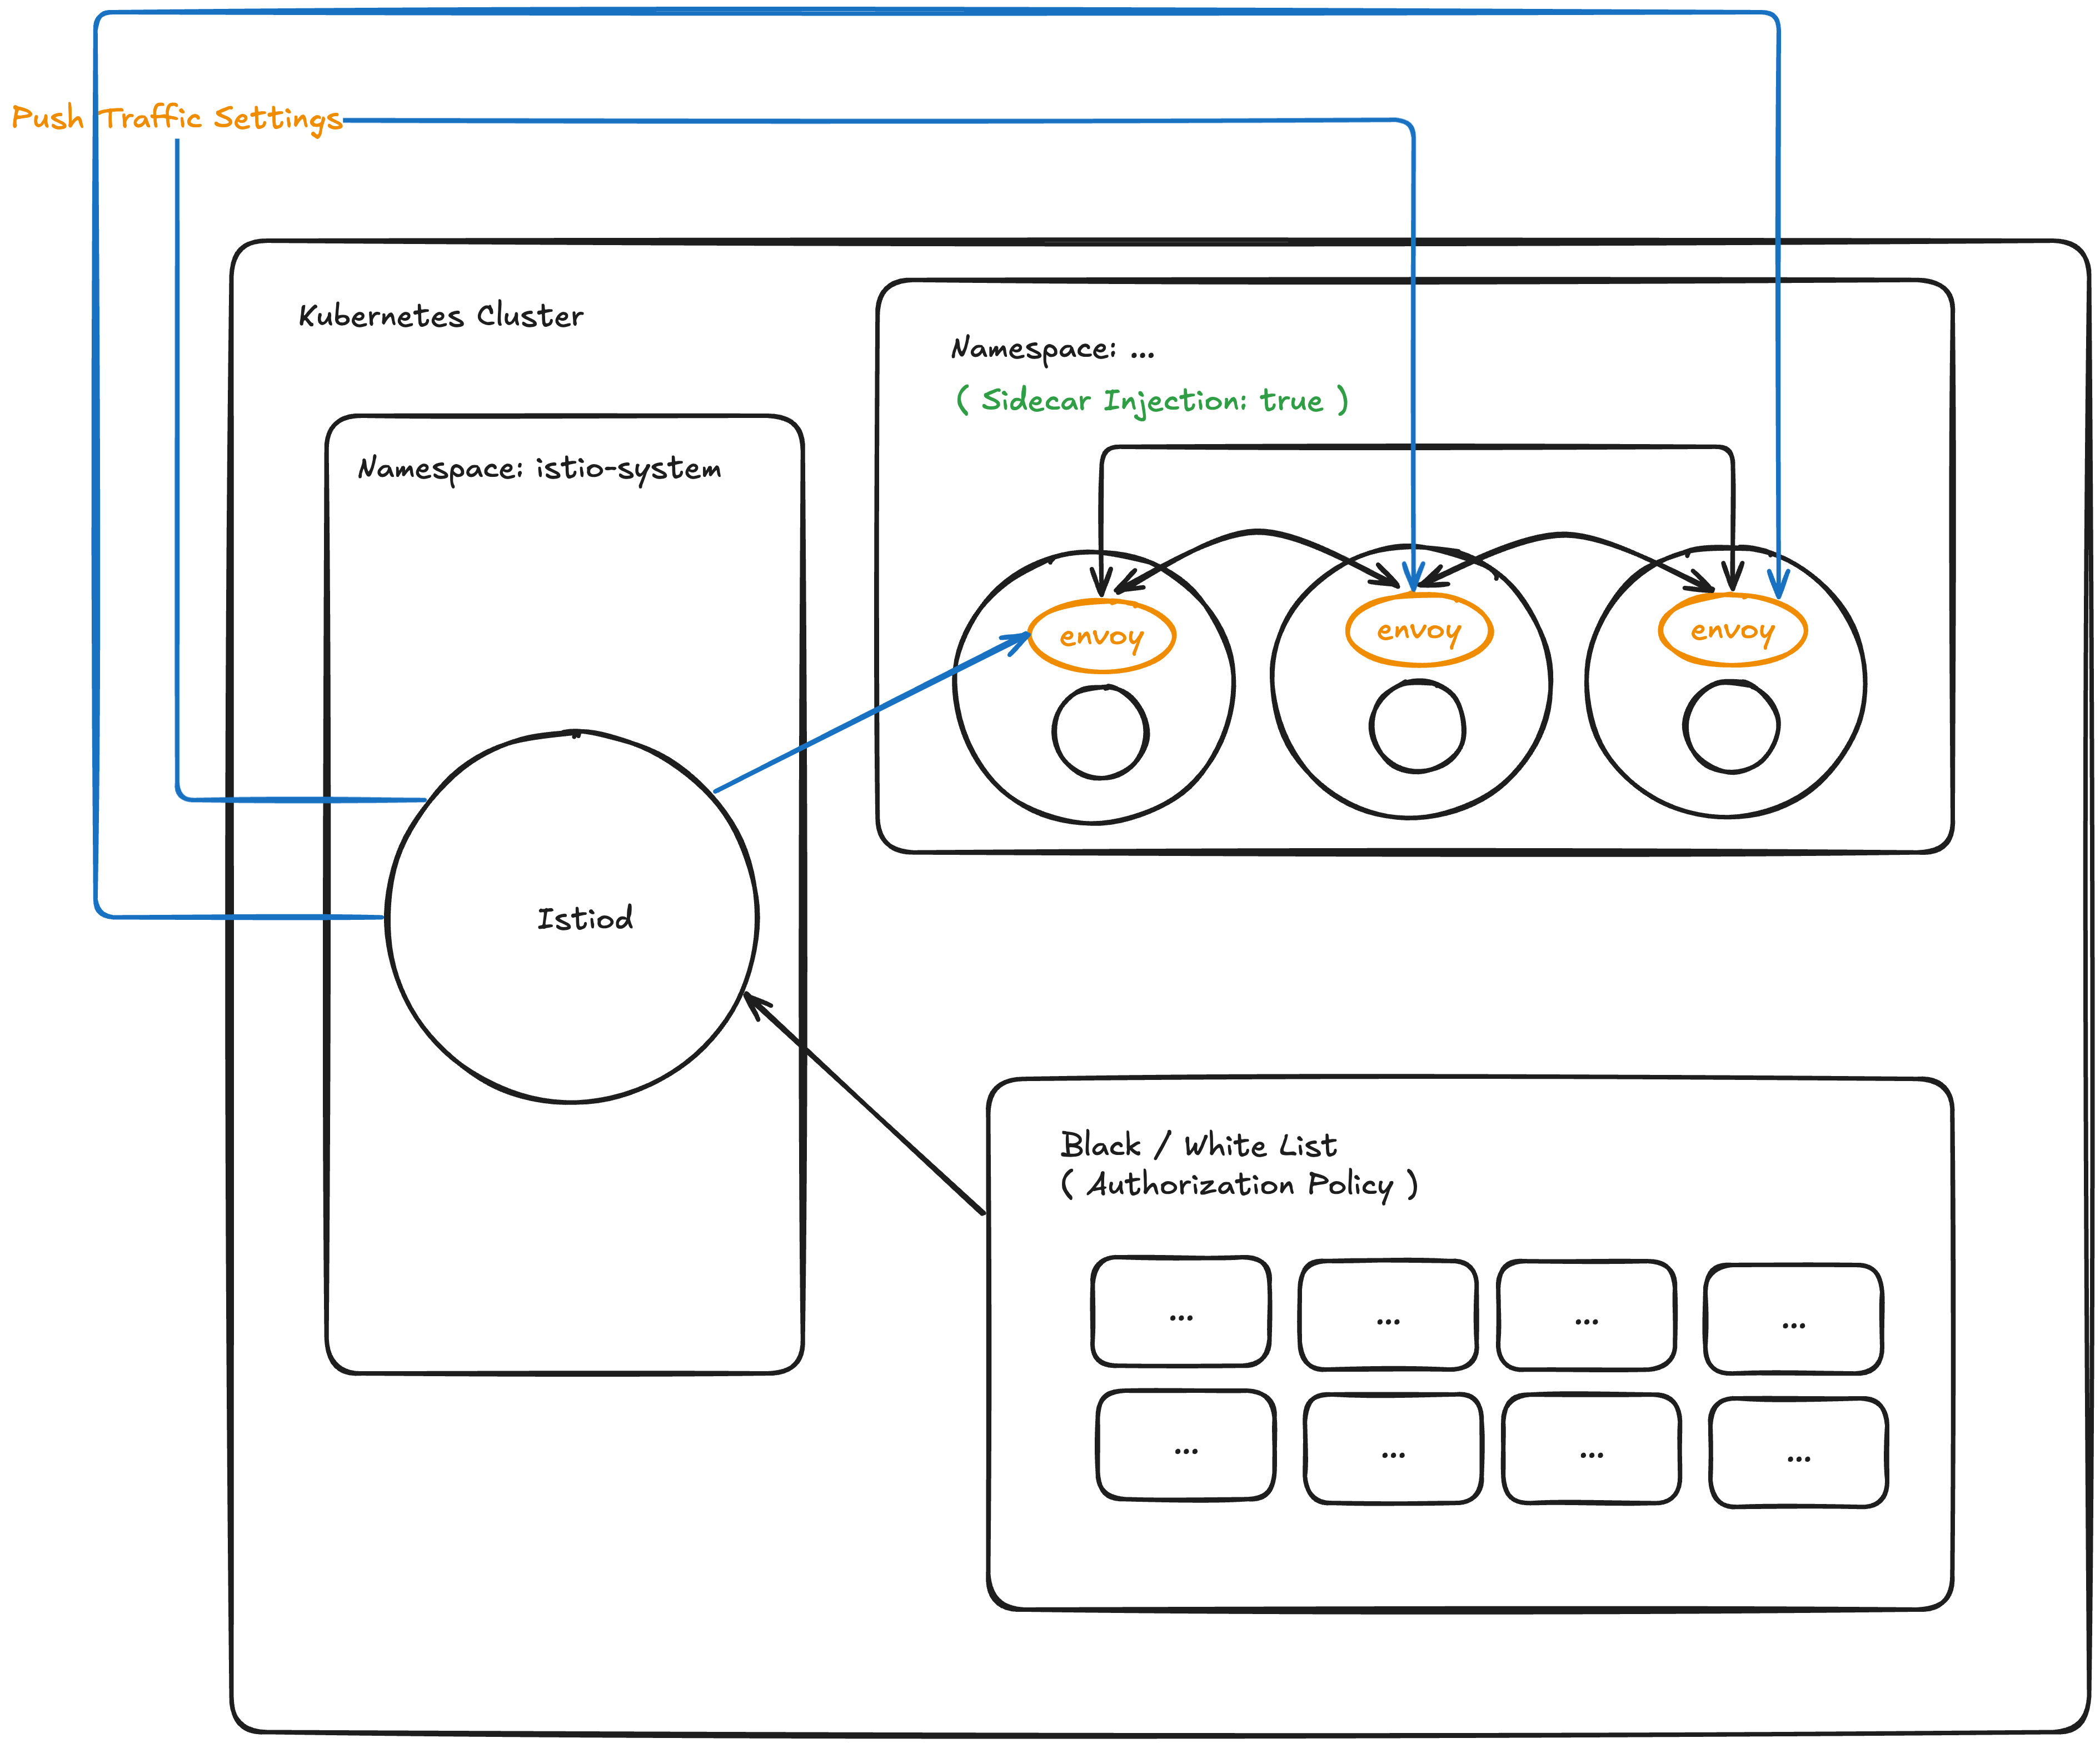 Push Traffic Settings
Kubernetes Cluster
Namespace: ...
( Sidecar Injection: true )
Namespace: istio-system
envoy
envoy
envoy
Istiod
Black / White List
( Authorization Policy )
...
...
...
...
...
...
...
...